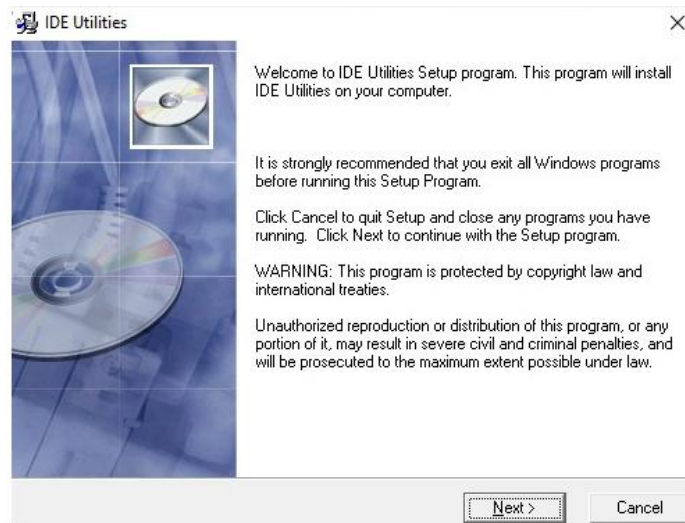 IDE Utilities
Welcome to IDE Utilities Setup program. This program will install
IDE Utilities on your computer.
It is strongly recommended that you exit all Windows programs
before running this Setup Program.
Click Cancel to quit Setup and close any programs you have
running. Click Next to continue with the Setup program.
WARNING: This program is protected by copyright law and
international treaties.
Unauthorized reproduction or distribution of this program, or any
portion of it, may result in severe civil and criminal penalties, and
will be prosecuted to the maximum extent possible under law.
Next >
Cancel